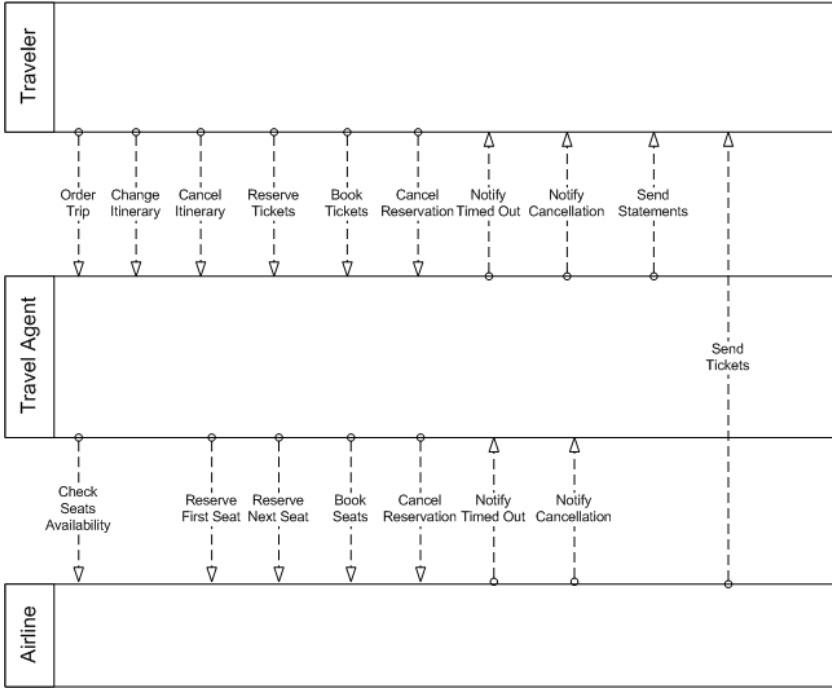 Traveler
Order
Trip
Change
Itinerary
Cancel
Itinerary
Reserve
Tickets
Book
Tickets
Cancel
Reservation
Notify
Timed Out
Notify
Cancellation
Send
Statements
Travel Agent
Send
Tickets
Check
Seats
Availability
Reserve
First Seat
Reserve
Next Seat
Book
Seats
Cancel
Reservation
Notify
Timed Out
Notify
Cancellation
Airline